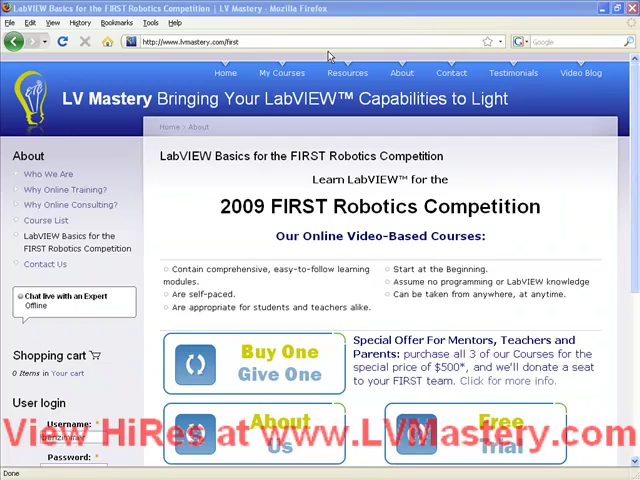 LabVIEW Basics for the FIRST Robotics Competition | LV Mastery - Mozilla Firefox
File Edit View History Bookmarks Tools Help
http://www.lvmastery.com/first
Google
Home My Courses Resources About Contact Testimonials Video Blog
LV Mastery Bringing Your LabVIEW™ Capabilities to Light
Home > About
About
Who We Are
Why Online Training?
Why Online Consulting?
Course List
LabVIEW Basics for the
FIRST Robotics Competition
Contact Us
Chat live with an Expert
Offline
Shopping cart
0 Items in Your cart
User login
Username:
Password:
LabVIEW Basics for the FIRST Robotics Competition
Learn LabVIEW™ for the
2009 FIRST Robotics Competition
Our Online Video-Based Courses:
Contain comprehensive, easy-to-follow learning
modules.
Are self-paced.
Are appropriate for students and teachers alike.
Start at the Beginning.
Assume no programming or LabVIEW knowledge
Can be taken from anywhere, at anytime.
Buy One
Give One
Special Offer For Mentors, Teachers and
Parents: purchase all 3 of our Courses for the
special price of $500*, and we'll donate a seat
to your FIRST team. Click for more info.
About
Us
Free
Trial
View HiRes at www.LVMastery.com
Done